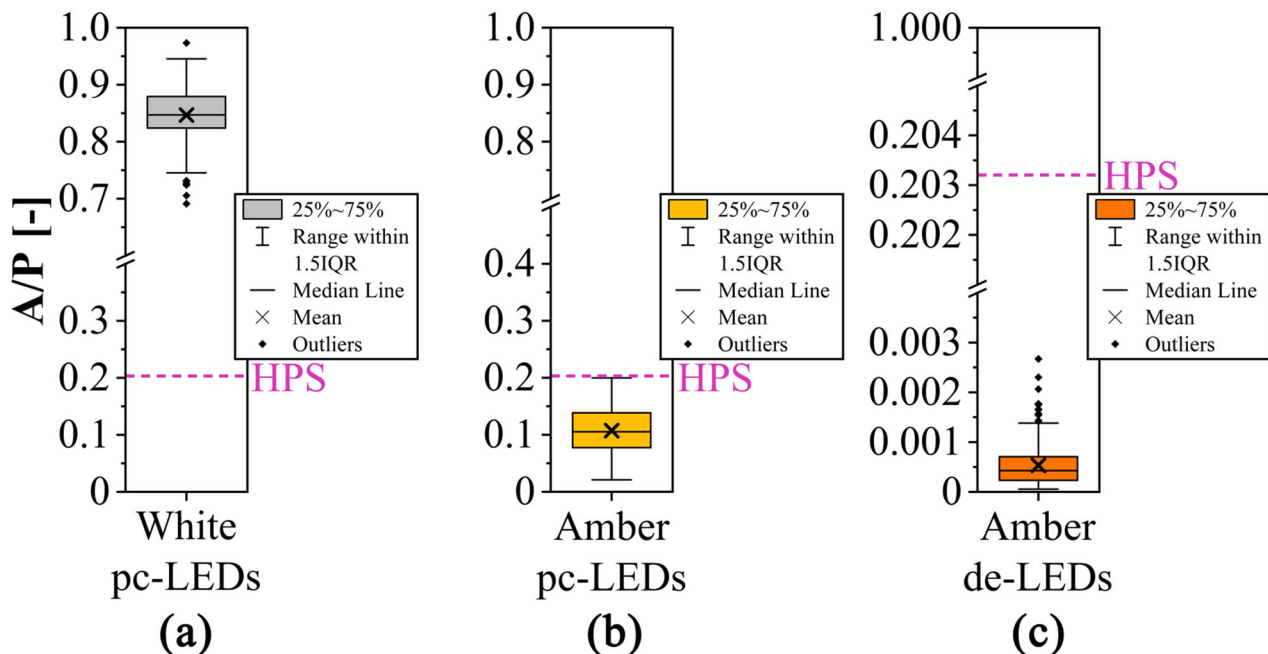 A/P [-]
1.0
0.9
0.8
0.7
0.3
0.2
0.1
0
HPS
25%~75%
Range within
1.5IQR
Median Line
Mean
Outliers
White
pc-LEDs
(a)
1.0
0.9
0.8
0.4
0.3
0.2
0.1
0
HPS
25%~75%
Range within
1.5IQR
Median Line
Mean
Outliers
Amber
pc-LEDs
(b)
1.000
0.204
0.203
0.202
0.003
0.002
0.001
0
HPS
25%~75%
Range within
1.5IQR
Median Line
Mean
Outliers
Amber
de-LEDs
(c)